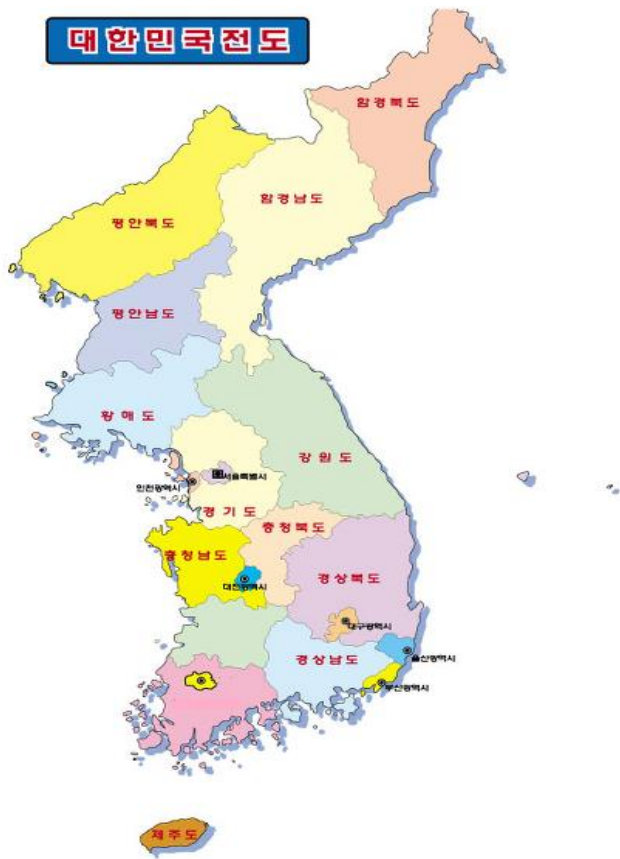 대한민국전도
함경북도
함경남도
평안북도
평안남도
황해도
강원도
서울특별시
인천광역시
경기도
충청북도
충청남도
경상북도
대전광역시
대구광역시
경상남도
울산광역시
부산광역시
제주도